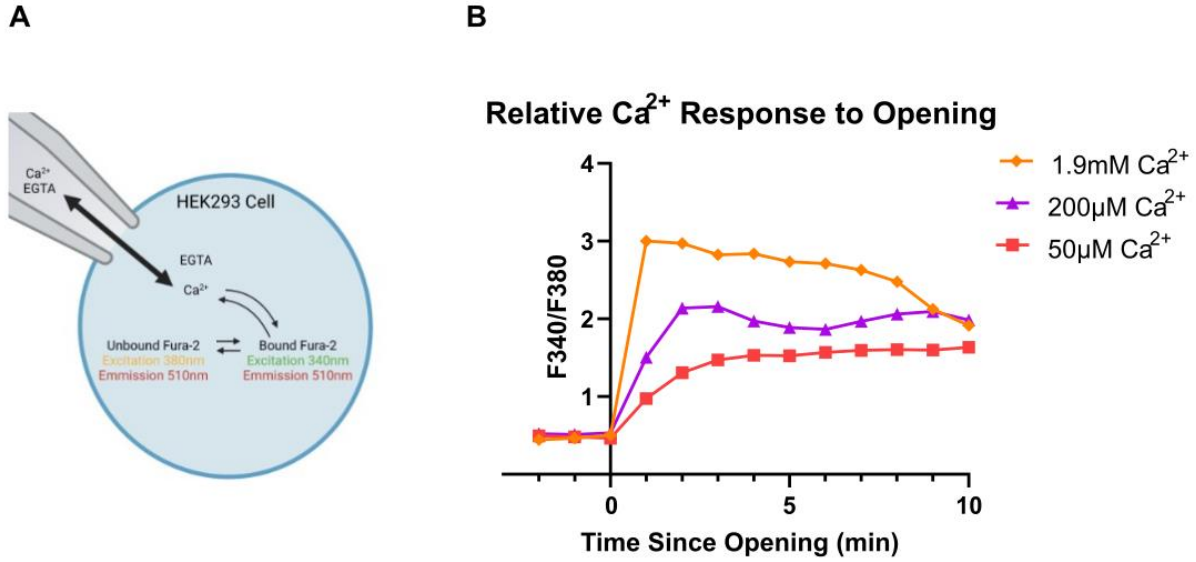 A
Ca²⁺
EGTA
HEK293 Cell
EGTA
Ca²⁺
Unbound Fura-2
Excitation 380nm
Emmission 510nm
Bound Fura-2
Excitation 340nm
Emmission 510nm
B
Relative Ca²⁺ Response to Opening
F340/F380
4
3
2
1
0
5
10
Time Since Opening (min)
1.9mM Ca²⁺
200µM Ca²⁺
50µM Ca²⁺